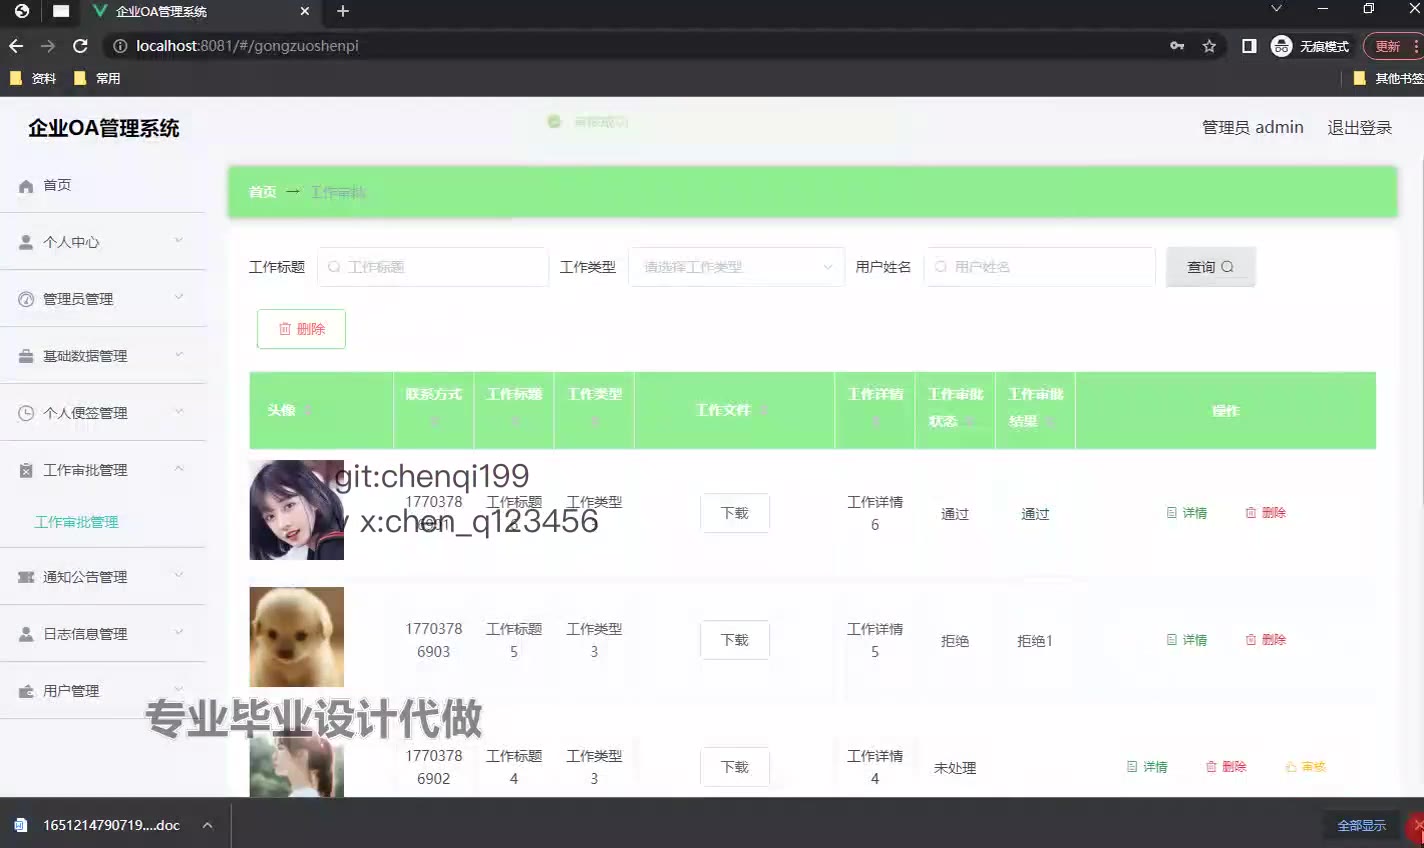 企业OA管理系统
localhost:8081/#/gongzuoshenpi
无痕模式
更新
资料
常用
其他书签
企业OA管理系统
审核成功
管理员 admin
退出登录
首页
个人中心
管理员管理
基础数据管理
个人便签管理
工作审批管理
工作审批管理
通知公告管理
日志信息管理
用户管理
首页 → 工作审批
工作标题 工作标题
工作类型 请选择工作类型
用户姓名 用户姓名
查询
删除
头像
联系方式
工作标题
工作类型
工作文件
工作详情
工作审批状态
工作审批结果
操作
git:chenqi199
x:chen_q123456
1770378
工作标题
工作类型
下载
工作详情
6
通过
通过
详情
删除
1770378
6903
工作标题
5
工作类型
3
下载
工作详情
5
拒绝
拒绝1
详情
删除
专业毕业设计代做
1770378
6902
工作标题
4
工作类型
3
下载
工作详情
4
未处理
详情
删除
审核
1651214790719....doc
全部显示